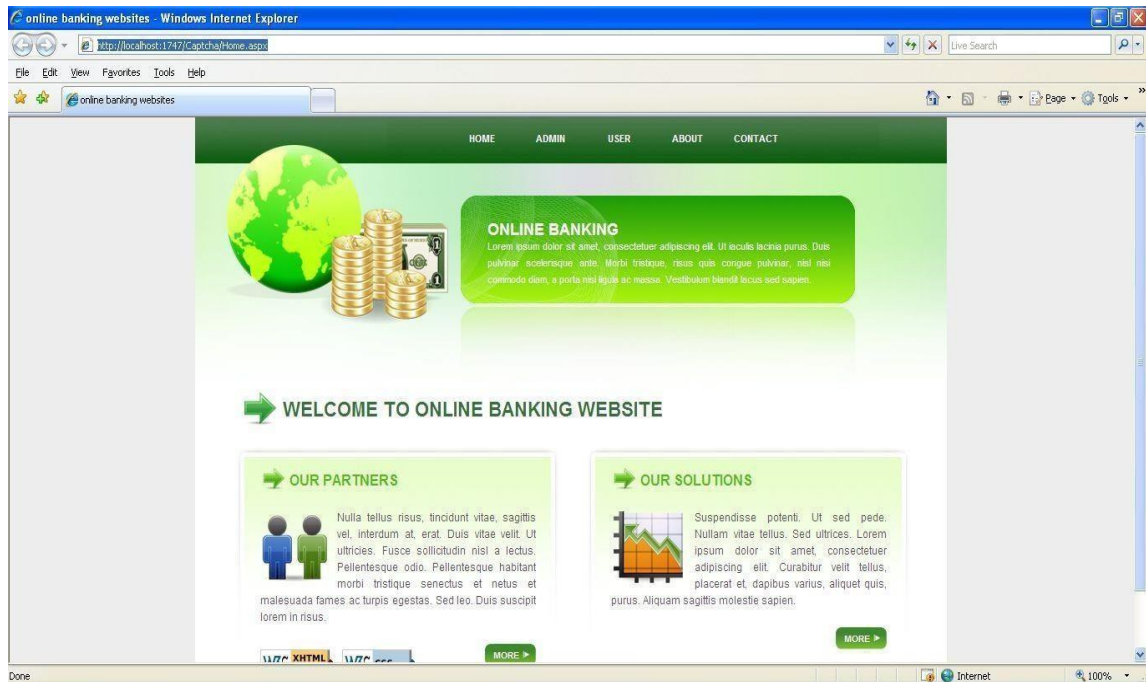 online banking websites - Windows Internet Explorer
http://localhost:1747/Captcha/Home.aspx
Live Search
File Edit View Favorites Tools Help
online banking websites
Page Tools
HOME ADMIN USER ABOUT CONTACT
ONLINE BANKING
Lorem ipsum dolor sit amet, consectetuer adipiscing elit. Ut iaculis lacinia purus. Duis
pulvinar scelerisque ante. Morbi tristique, risus quis congue pulvinar, nisl nisi
commodo diam, a porta nisl ligula ac massa. Vestibulum blandit lacus sed sapien.
WELCOME TO ONLINE BANKING WEBSITE
OUR PARTNERS
Nulla tellus risus, tincidunt vitae, sagittis
vel, interdum at, erat. Duis vitae velit. Ut
ultricies. Fusce sollicitudin nisl a lectus.
Pellentesque odio. Pellentesque habitant
morbi tristique senectus et netus et
malesuada fames ac turpis egestas. Sed leo. Duis suscipit
lorem in risus.
W3C XHTML W3C css
MORE
OUR SOLUTIONS
Suspendisse potenti. Ut sed pede.
Nullam vitae tellus. Sed ultrices. Lorem
ipsum dolor sit amet, consectetuer
adipiscing elit. Curabitur velit tellus,
placerat et, dapibus varius, aliquet quis,
purus. Aliquam sagittis molestie sapien.
MORE
Done
Internet
100%